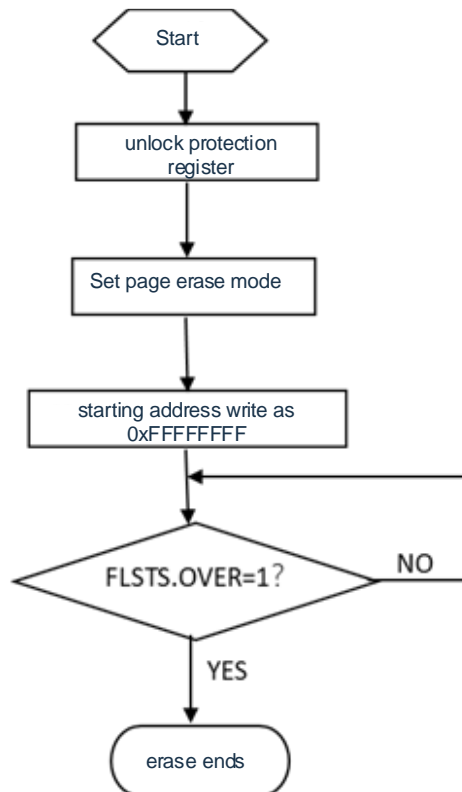 Start
unlock protection
register
Set page erase mode
starting address write as
0xFFFFFFFF
FLSTS.OVER=1?
NO
YES
erase ends